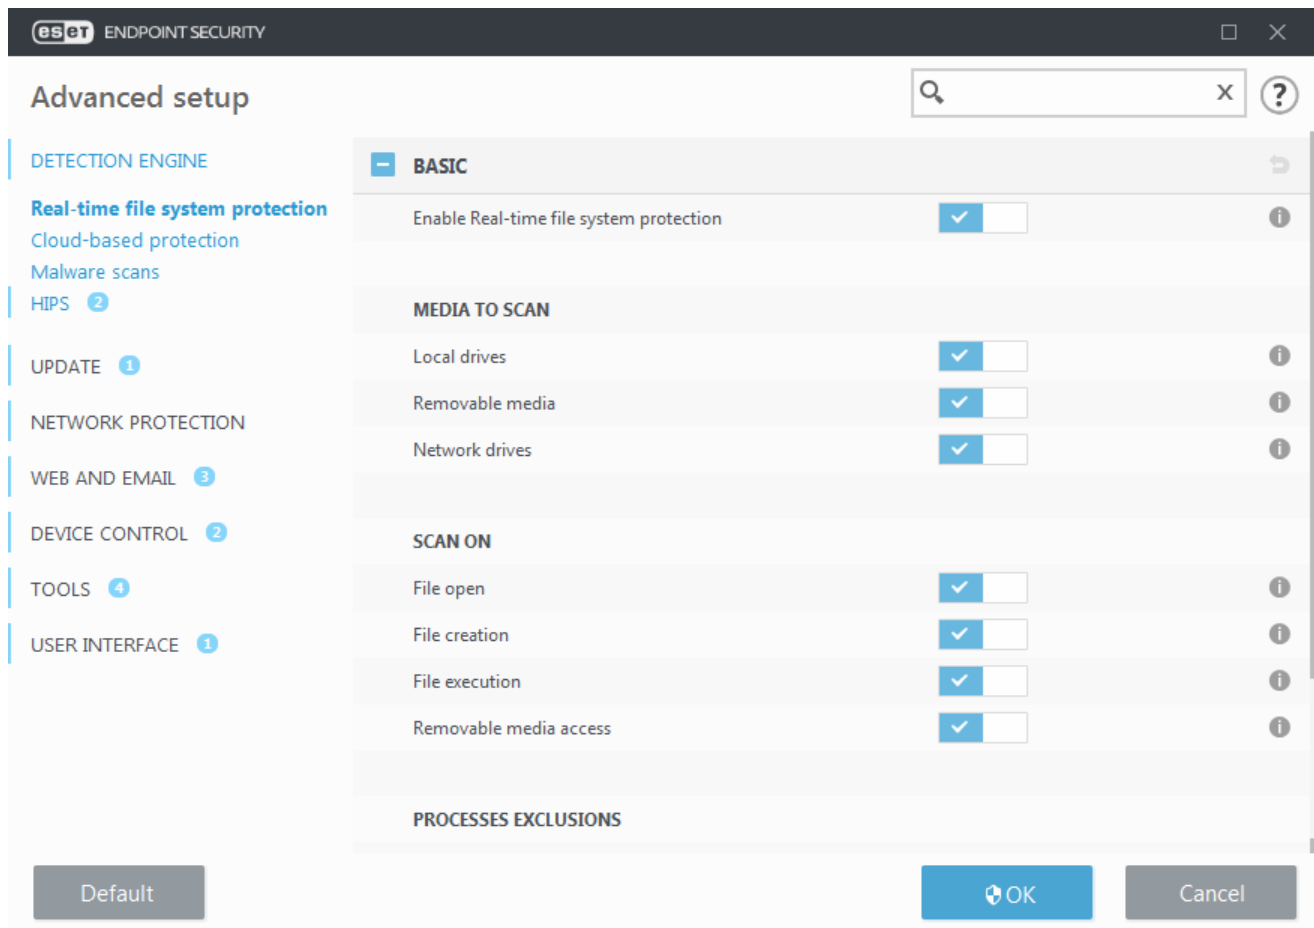 eset ENDPOINT SECURITY
Advanced setup
x
?
DETECTION ENGINE
Real-time file system protection
Cloud-based protection
Malware scans
HIPS 2
UPDATE 1
NETWORK PROTECTION
WEB AND EMAIL 3
DEVICE CONTROL 2
TOOLS 4
USER INTERFACE 1
BASIC
Enable Real-time file system protection
MEDIA TO SCAN
Local drives
Removable media
Network drives
SCAN ON
File open
File creation
File execution
Removable media access
PROCESSES EXCLUSIONS
Default
OK
Cancel